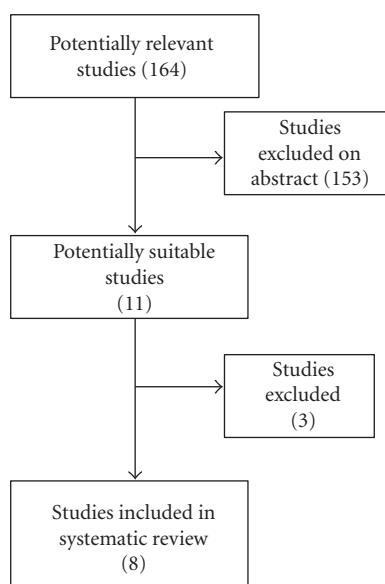 Potentially relevant
studies (164)
Studies
excluded on
abstract (153)
Potentially suitable
studies
(11)
Studies
excluded
(3)
Studies included in
systematic review
(8)